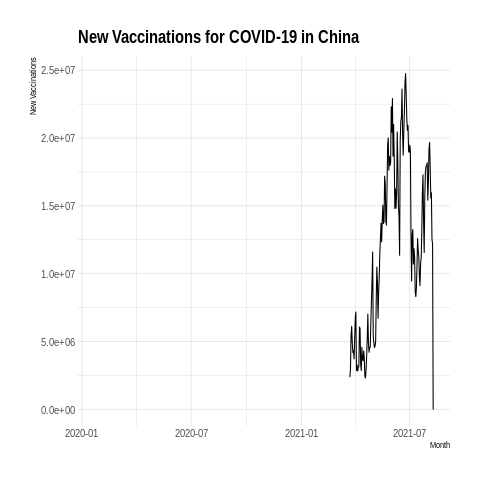 New Vaccinations for COVID-19 in China
New Vaccinations
2.5e+07
2.0e+07
1.5e+07
1.0e+07
5.0e+06
0.0e+00
2020-01
2020-07
2021-01
2021-07
Month